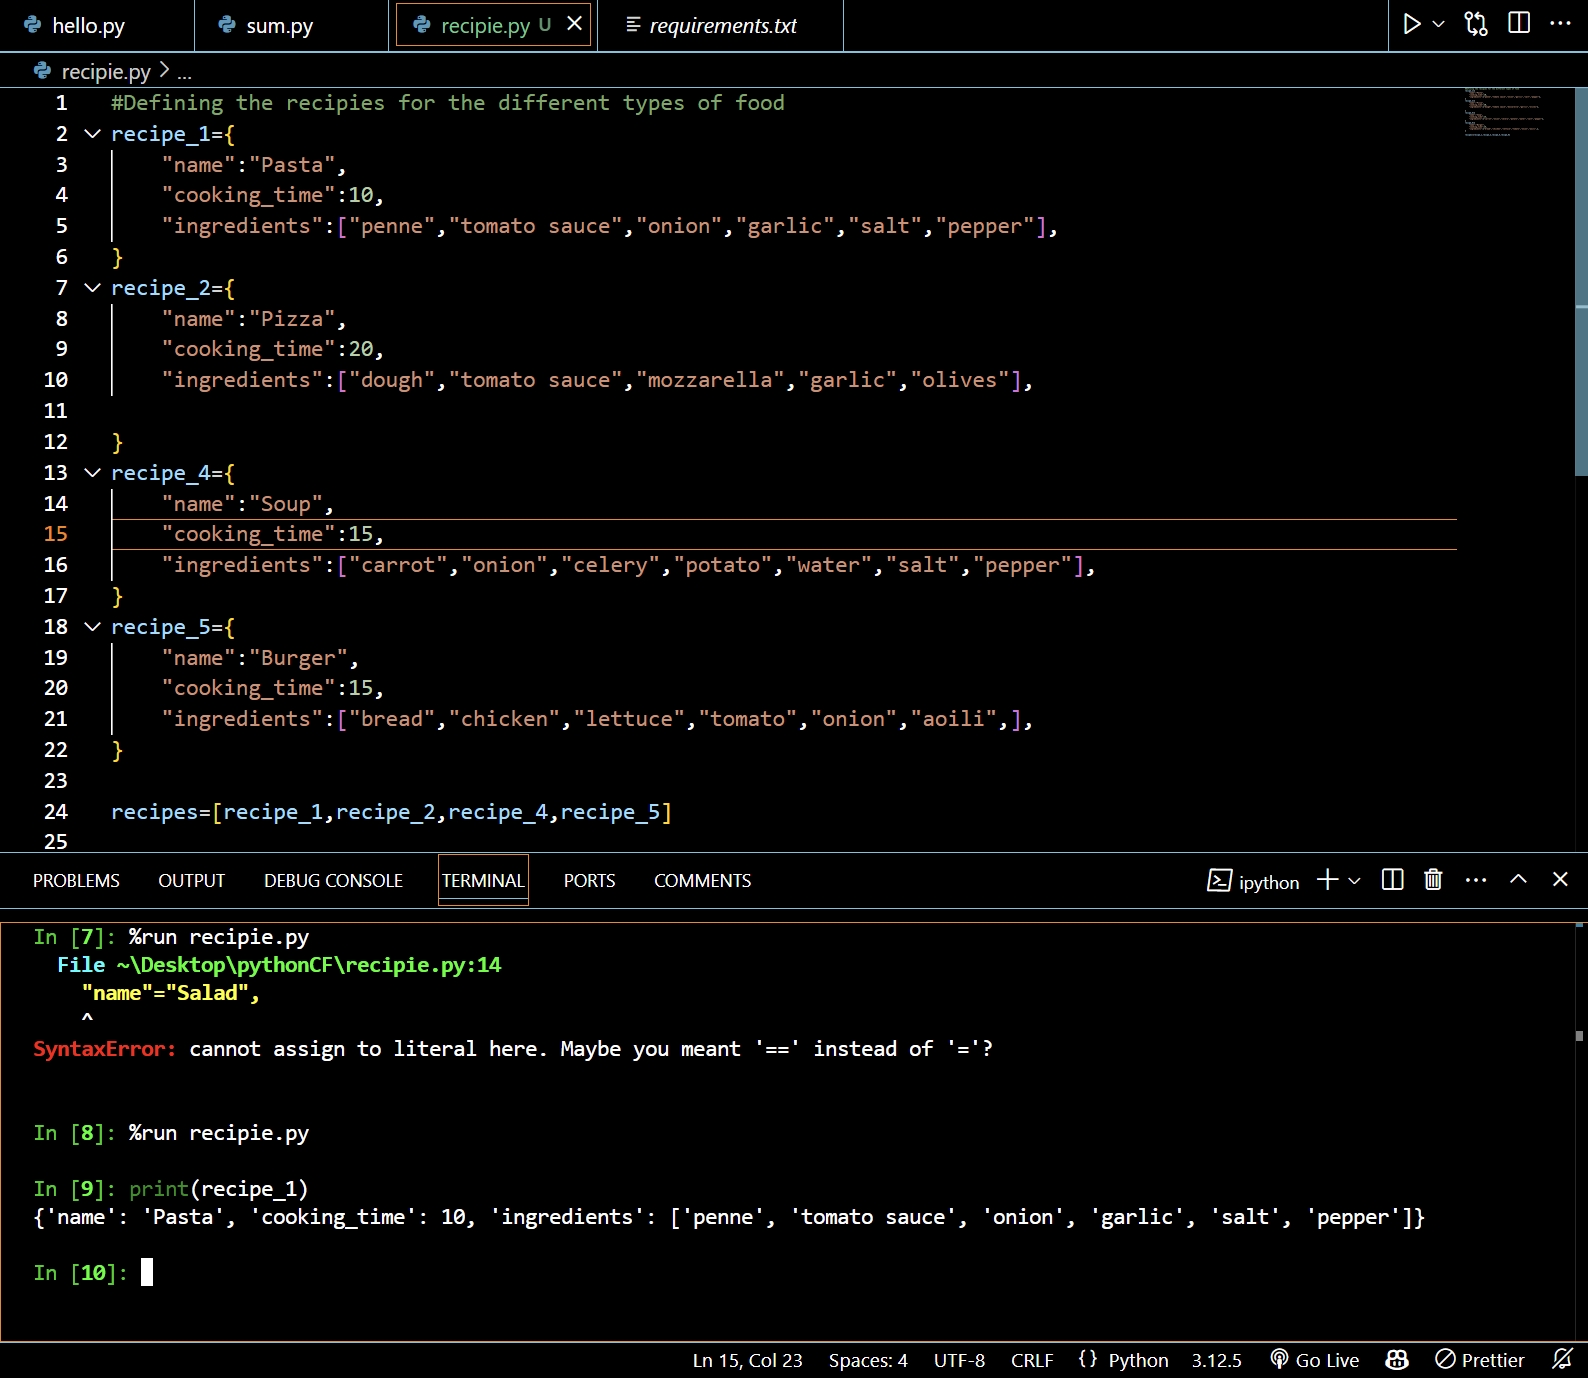 hello.py sum.py recipie.py U requirements.txt
recipie.py > ...
1 #Defining the recipies for the different types of food
2 recipe_1={
3 "name":"Pasta",
4 "cooking_time":10,
5 "ingredients":["penne","tomato sauce","onion","garlic","salt","pepper"],
6 }
7 recipe_2={
8 "name":"Pizza",
9 "cooking_time":20,
10 "ingredients":["dough","tomato sauce","mozzarella","garlic","olives"],
11
12 }
13 recipe_4={
14 "name":"Soup",
15 "cooking_time":15,
16 "ingredients":["carrot","onion","celery","potato","water","salt","pepper"],
17 }
18 recipe_5={
19 "name":"Burger",
20 "cooking_time":15,
21 "ingredients":["bread","chicken","lettuce","tomato","onion","aoili",],
22 }
23
24 recipes=[recipe_1,recipe_2,recipe_4,recipe_5]
25
PROBLEMS OUTPUT DEBUG CONSOLE TERMINAL PORTS COMMENTS ipython
In [7]: %run recipie.py
File ~\Desktop\pythonCF\recipie.py:14
"name"="Salad",
^
SyntaxError: cannot assign to literal here. Maybe you meant '==' instead of '='?
In [8]: %run recipie.py
In [9]: print(recipe_1)
{'name': 'Pasta', 'cooking_time': 10, 'ingredients': ['penne', 'tomato sauce', 'onion', 'garlic', 'salt', 'pepper']}
In [10]:
Ln 15, Col 23 Spaces: 4 UTF-8 CRLF {} Python 3.12.5 Go Live Prettier